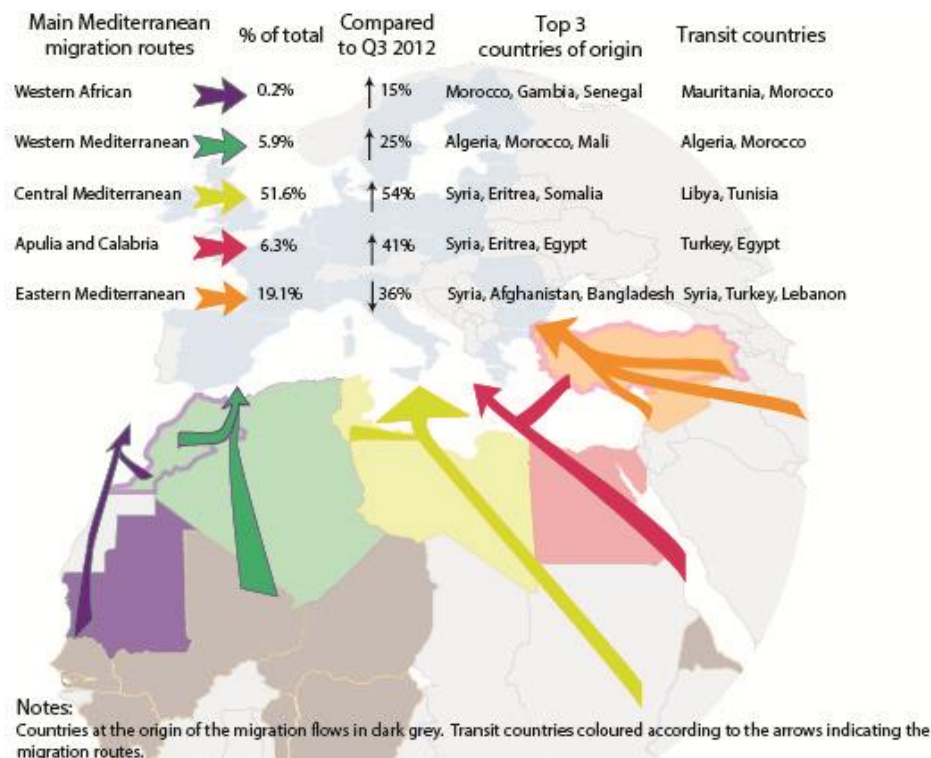 Main Mediterranean migration routes % of total Compared to Q3 2012 Top 3 countries of origin Transit countries
Western African 0.2% ↑ 15% Morocco, Gambia, Senegal Mauritania, Morocco
Western Mediterranean 5.9% ↑ 25% Algeria, Morocco, Mali Algeria, Morocco
Central Mediterranean 51.6% ↑ 54% Syria, Eritrea, Somalia Libya, Tunisia
Apulia and Calabria 6.3% ↑ 41% Syria, Eritrea, Egypt Turkey, Egypt
Eastern Mediterranean 19.1% ↓ 36% Syria, Afghanistan, Bangladesh Syria, Turkey, Lebanon
Notes:
Countries at the origin of the migration flows in dark grey. Transit countries coloured according to the arrows indicating the
migration routes.